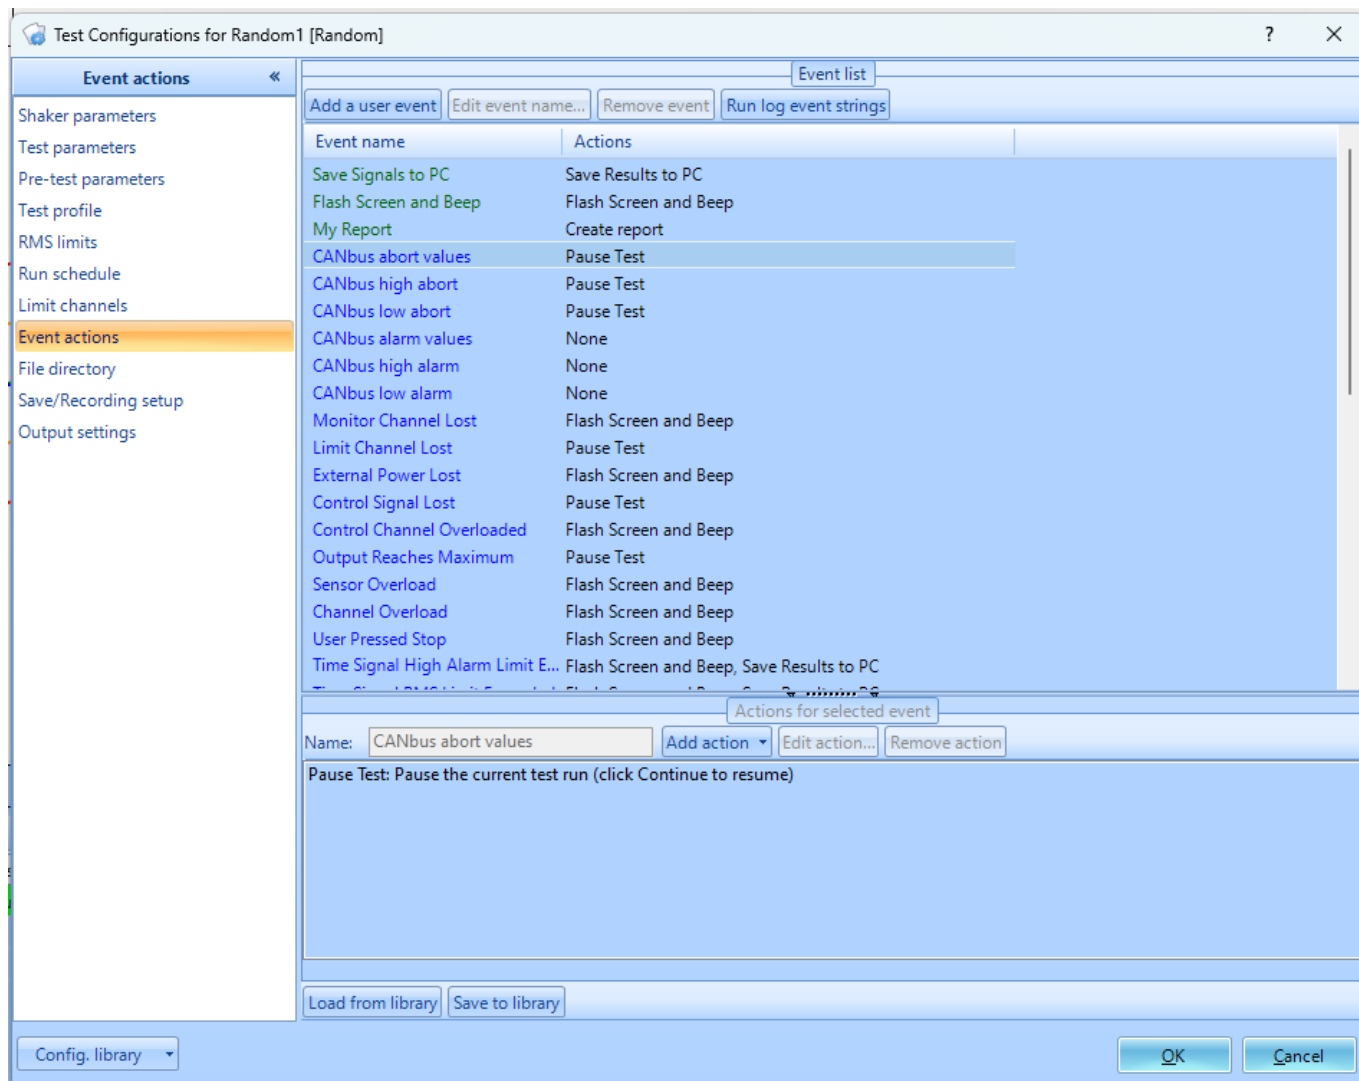 Test Configurations for Random1 [Random]
?
Event actions
«
Shaker parameters
Test parameters
Pre-test parameters
Test profile
RMS limits
Run schedule
Limit channels
Event actions
File directory
Save/Recording setup
Output settings
Event list
Add a user event
Edit event name...
Remove event
Run log event strings
Event name Actions
Save Signals to PC Save Results to PC
Flash Screen and Beep Flash Screen and Beep
My Report Create report
CANbus abort values Pause Test
CANbus high abort Pause Test
CANbus low abort Pause Test
CANbus alarm values None
CANbus high alarm None
CANbus low alarm None
Monitor Channel Lost Flash Screen and Beep
Limit Channel Lost Pause Test
External Power Lost Flash Screen and Beep
Control Signal Lost Pause Test
Control Channel Overloaded Flash Screen and Beep
Output Reaches Maximum Pause Test
Sensor Overload Flash Screen and Beep
Channel Overload Flash Screen and Beep
User Pressed Stop Flash Screen and Beep
Time Signal High Alarm Limit E... Flash Screen and Beep, Save Results to PC
Actions for selected event
Name: CANbus abort values Add action Edit action... Remove action
Pause Test: Pause the current test run (click Continue to resume)
Load from library Save to library
Config. library
OK Cancel